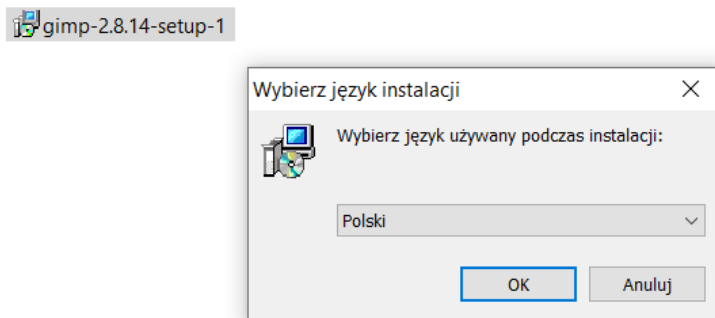 gimp-2.8.14-setup-1
Wybierz język instalacji
Wybierz język używany podczas instalacji:
Polski
OK Anuluj